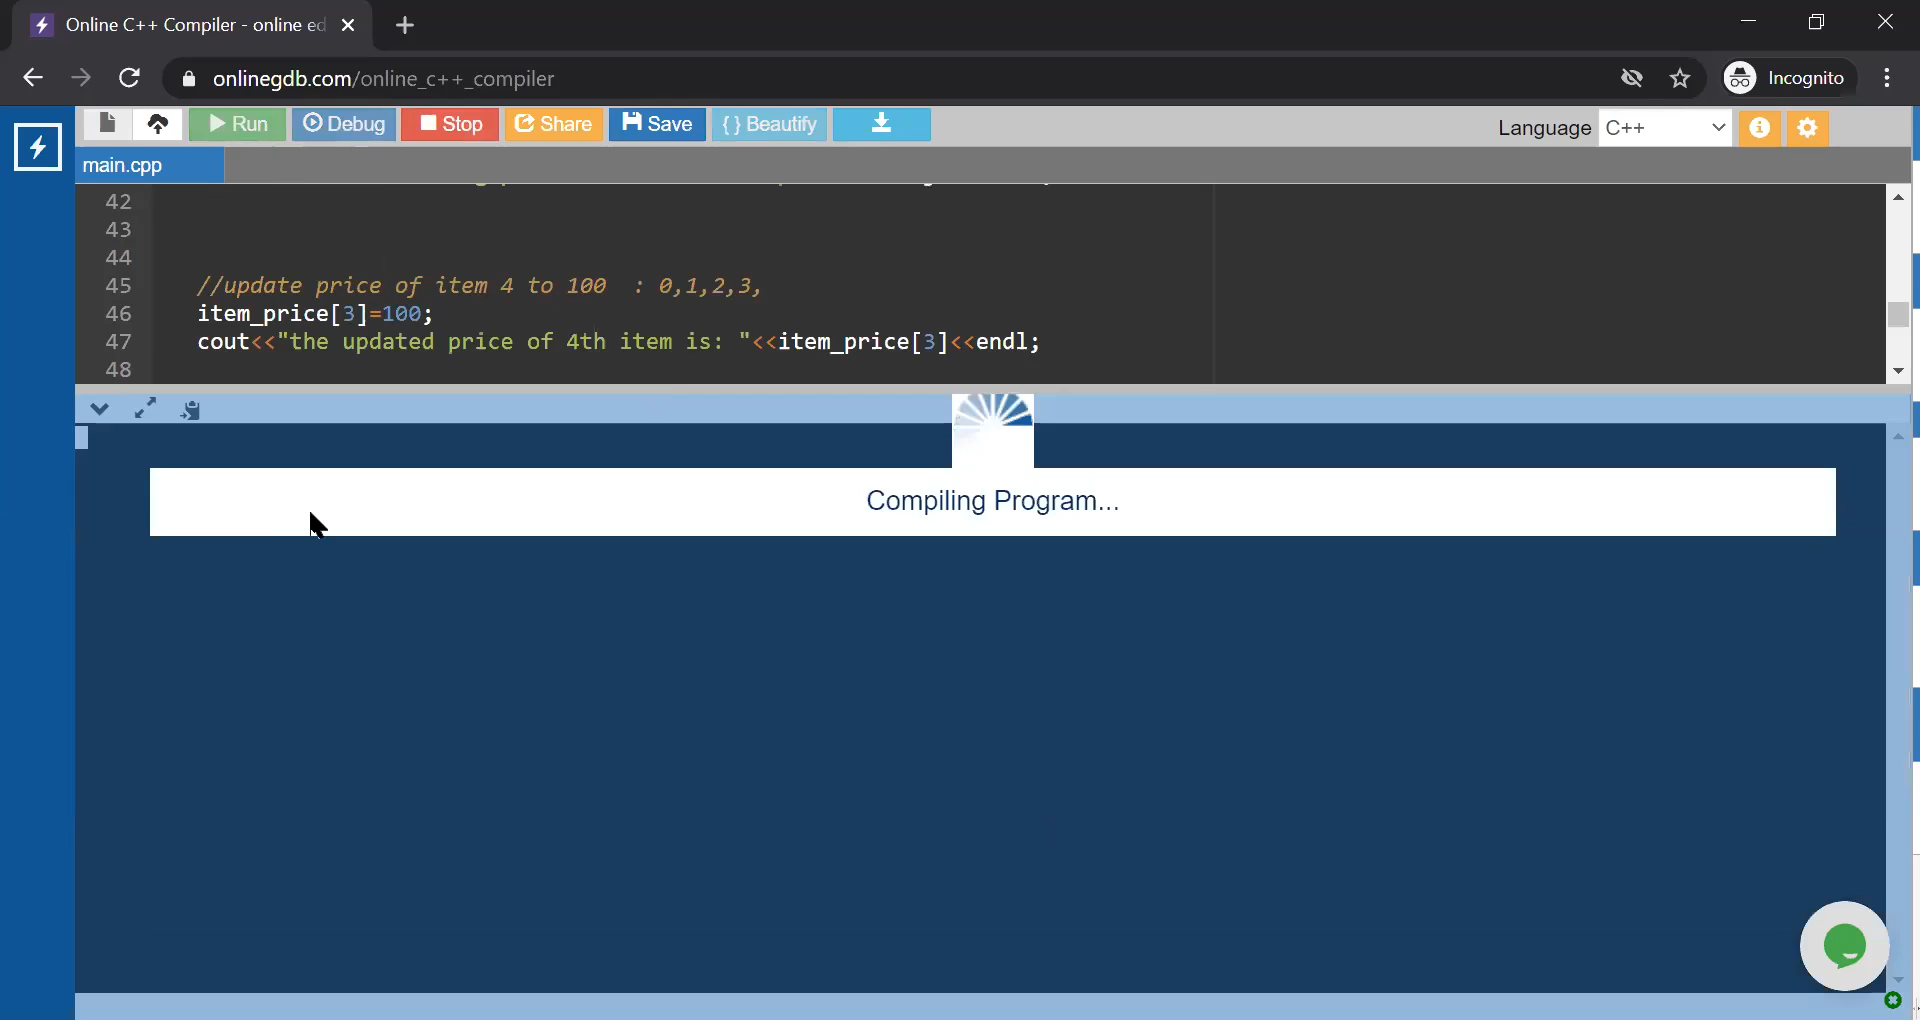 Online C++ Compiler - online ed
onlinegdb.com/online_c++_compiler
Incognito
Run
Debug
Stop
Share
Save
{ } Beautify
Language
C++
main.cpp
42
43
44
45 //update price of item 4 to 100 : 0,1,2,3,
46 item_price[3]=100;
47 cout<<"the updated price of 4th item is: "<<item_price[3]<<endl;
48
Compiling Program...